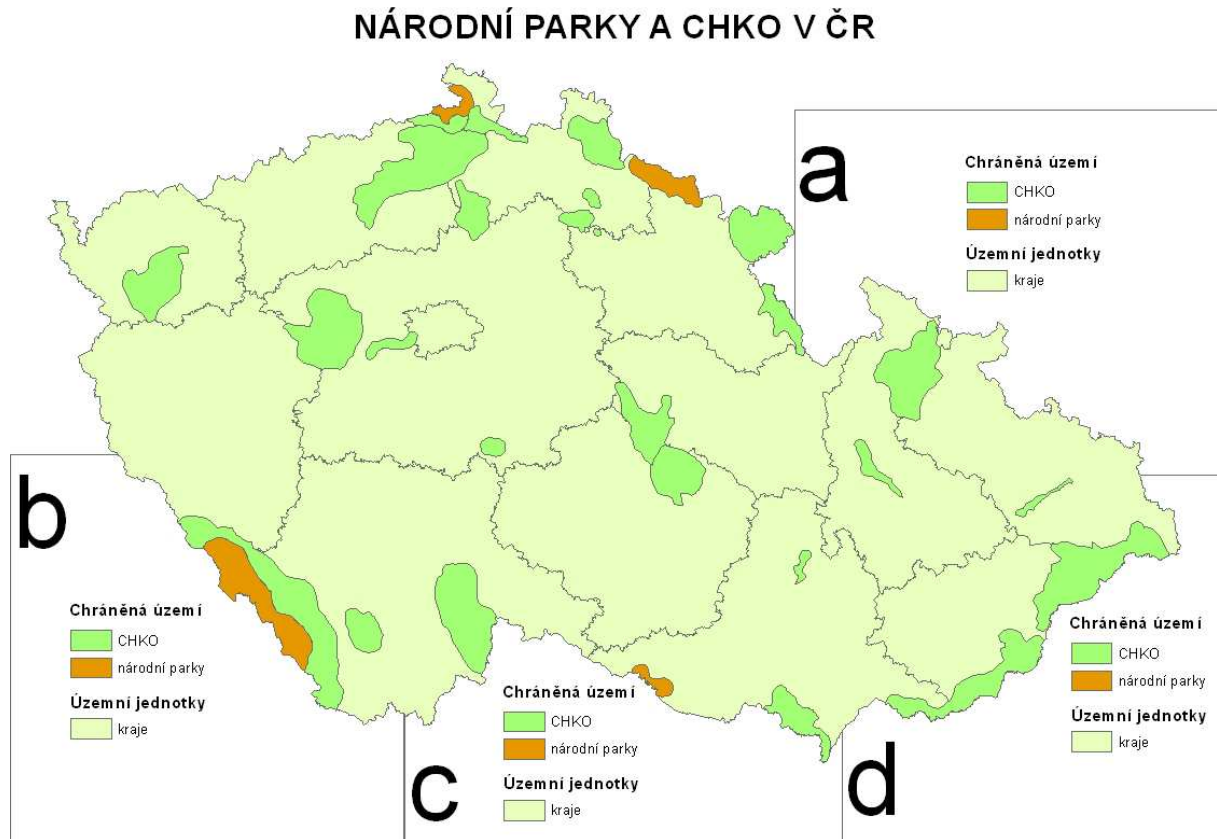 NÁRODNÍ PARKY A CHKO V ČR
a
Chráněná území
CHKO
národní parky
Územní jednotky
kraje
b
Chráněná území
CHKO
národní parky
Územní jednotky
kraje
c
Chráněná území
CHKO
národní parky
Územní jednotky
kraje
d
Chráněná území
CHKO
národní parky
Územní jednotky
kraje